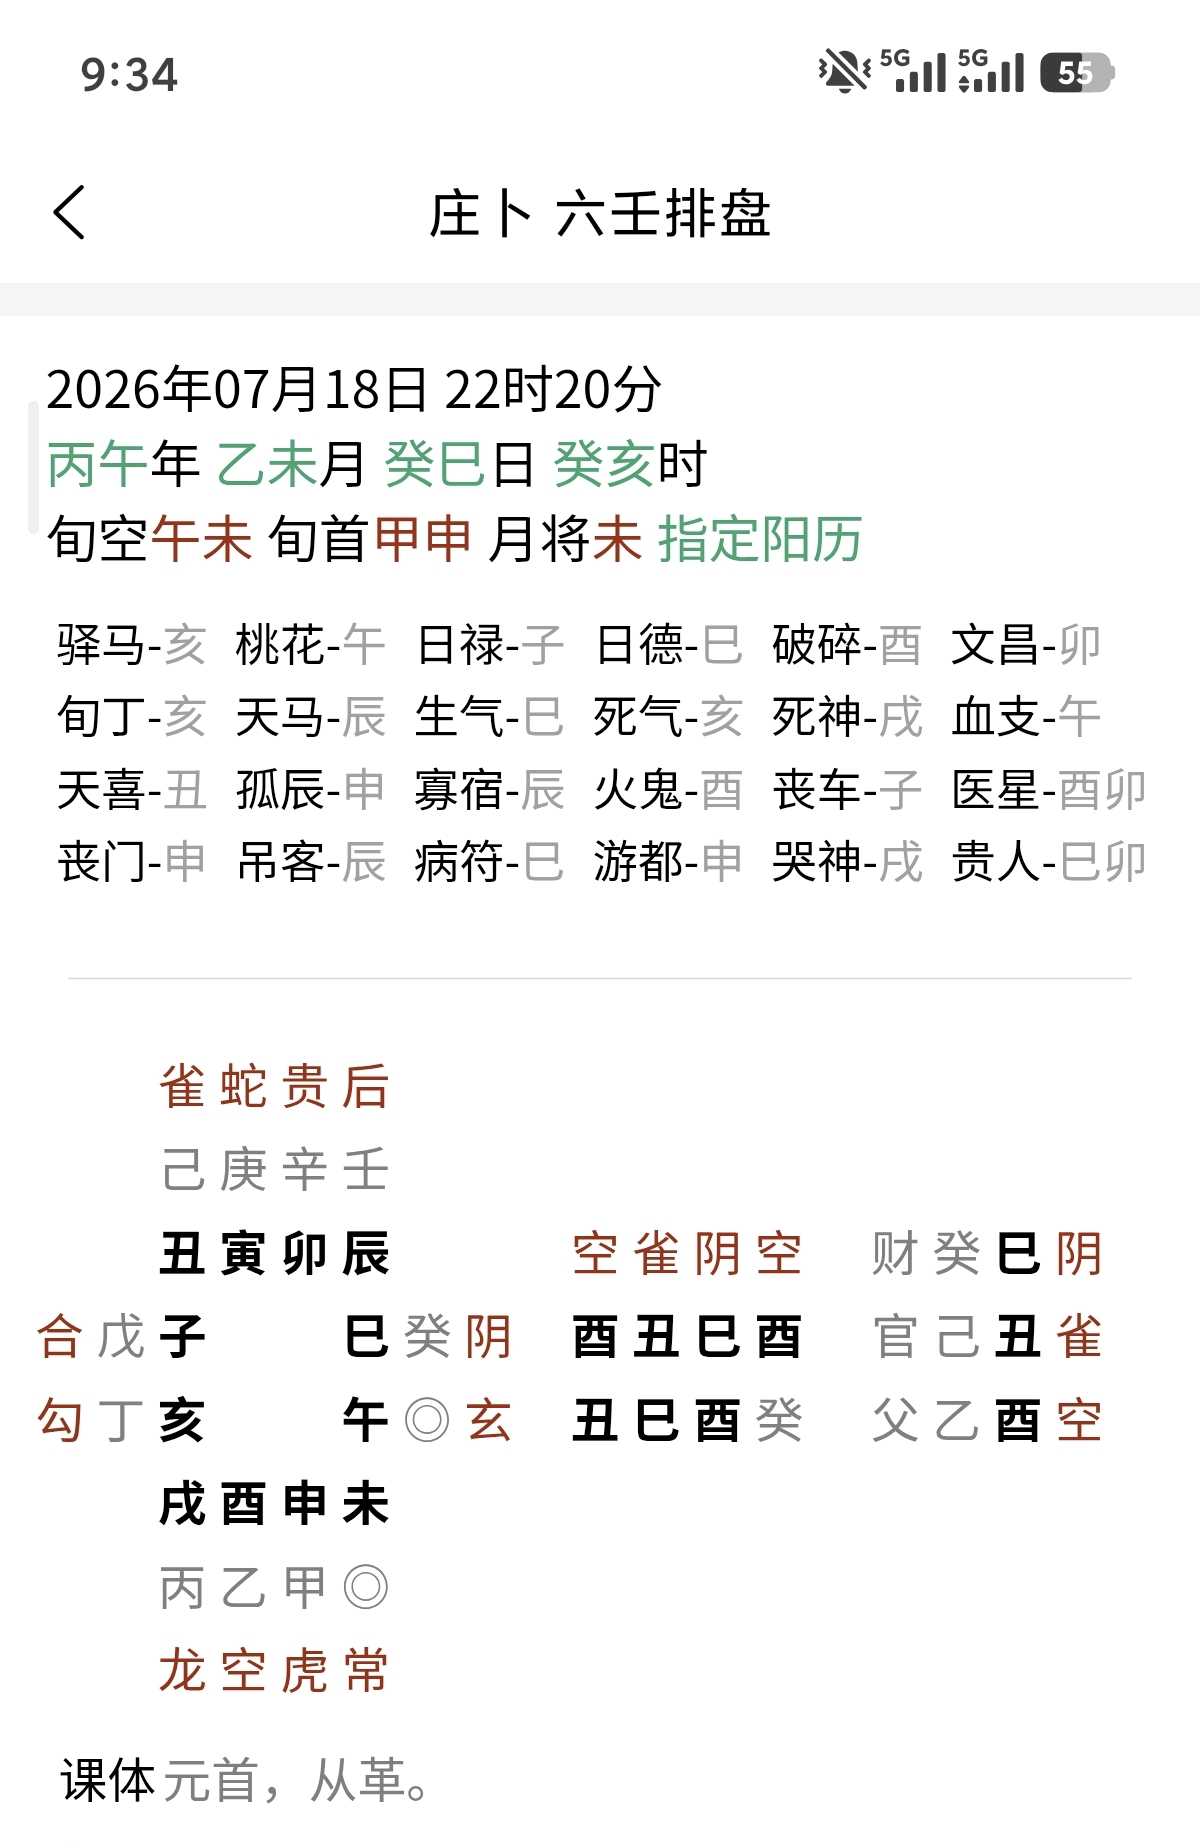 9:34 5G 5G 55
庄卜 六壬排盘
2026年07月18日 22时20分
丙午年 乙未月 癸巳日 癸亥时
旬空午未 旬首甲申 月将未 指定阳历
驿马-亥 桃花-午 日禄-子 日德-巳 破碎-酉 文昌-卯
旬丁-亥 天马-辰 生气-巳 死气-亥 死神-戌 血支-午
天喜-丑 孤辰-申 寡宿-辰 火鬼-酉 丧车-子 医星-酉卯
丧门-申 吊客-辰 病符-巳 游都-申 哭神-戌 贵人-巳卯
雀 蛇 贵 后
己 庚 辛 壬
丑 寅 卯 辰 空 雀 阴 空 财 癸 巳 阴
合 戊 子 巳 癸 阴 酉 丑 巳 酉 官 己 丑 雀
勾 丁 亥 午 ◎ 玄 丑 巳 酉 癸 父 乙 酉 空
戌 酉 申 未
丙 乙 甲 ◎
龙 空 虎 常
课体 元首，从革。